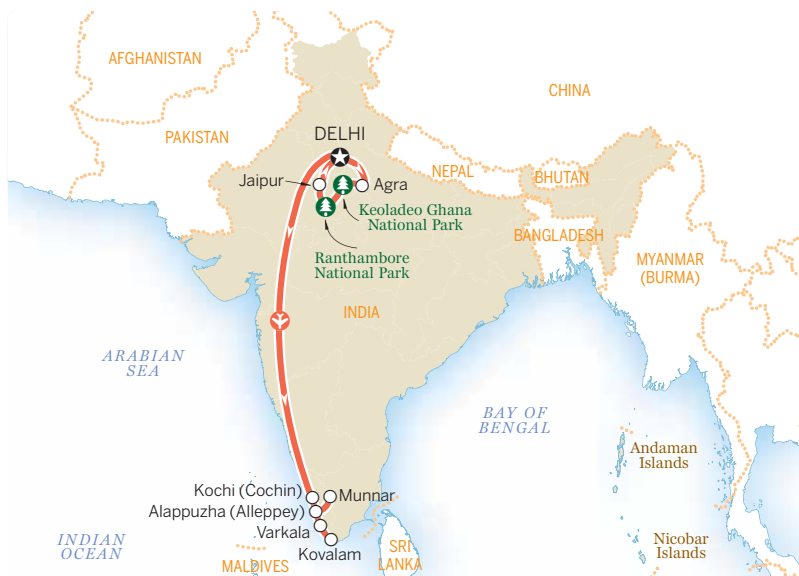 AFGHANISTAN
CHINA
PAKISTAN
DELHI
NEPAL
BHUTAN
Jaipur
Agra
Keoladeo Ghana
National Park
BANGLADESH
Ranthambore
National Park
MYANMAR
(BURMA)
INDIA
ARABIAN
SEA
BAY OF
BENGAL
Andaman
Islands
Kochi (Cochin)
Munnar
Alappuzha (Alleppey)
Varkala
Kovalam
INDIAN
OCEAN
MALDIVES
SRI
LANKA
Nicobar
Islands